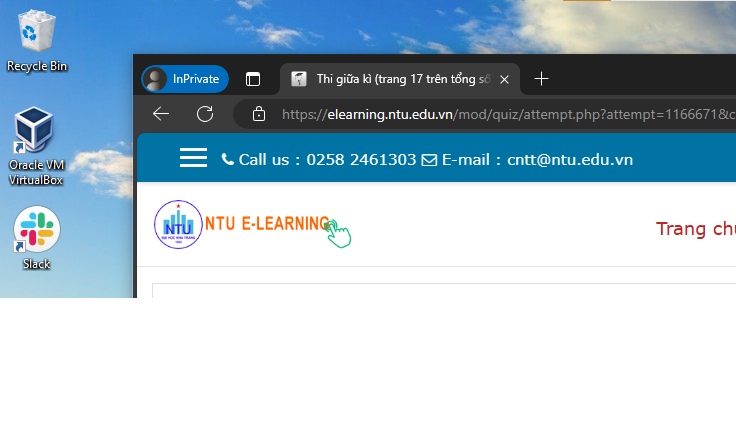 Recycle Bin
Oracle VM
VirtualBox
Slack
InPrivate
Thi giữa kì (trang 17 trên tổng số
https://elearning.ntu.edu.vn/mod/quiz/attempt.php?attempt=1166671&c
Call us : 0258 2461303 E-mail : cntt@ntu.edu.vn
NTU
NTU E-LEARNING
Trang chủ